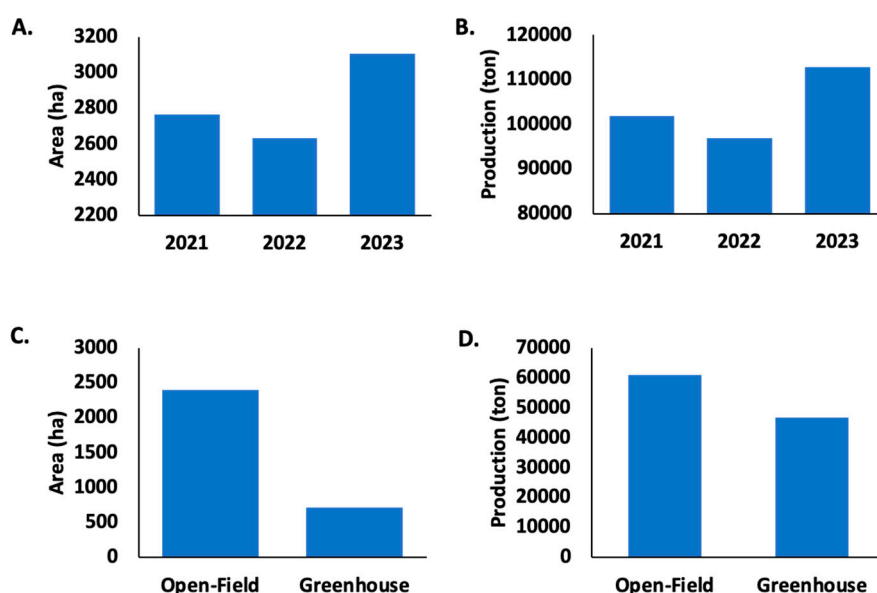 A.
Area (ha)
3200
3000
2800
2600
2400
2200
2021 2022 2023
B.
Production (ton)
120000
110000
100000
90000
80000
2021 2022 2023
C.
Area (ha)
3000
2500
2000
1500
1000
500
0
Open-Field Greenhouse
D.
Production (ton)
70000
60000
50000
40000
30000
20000
10000
0
Open-Field Greenhouse